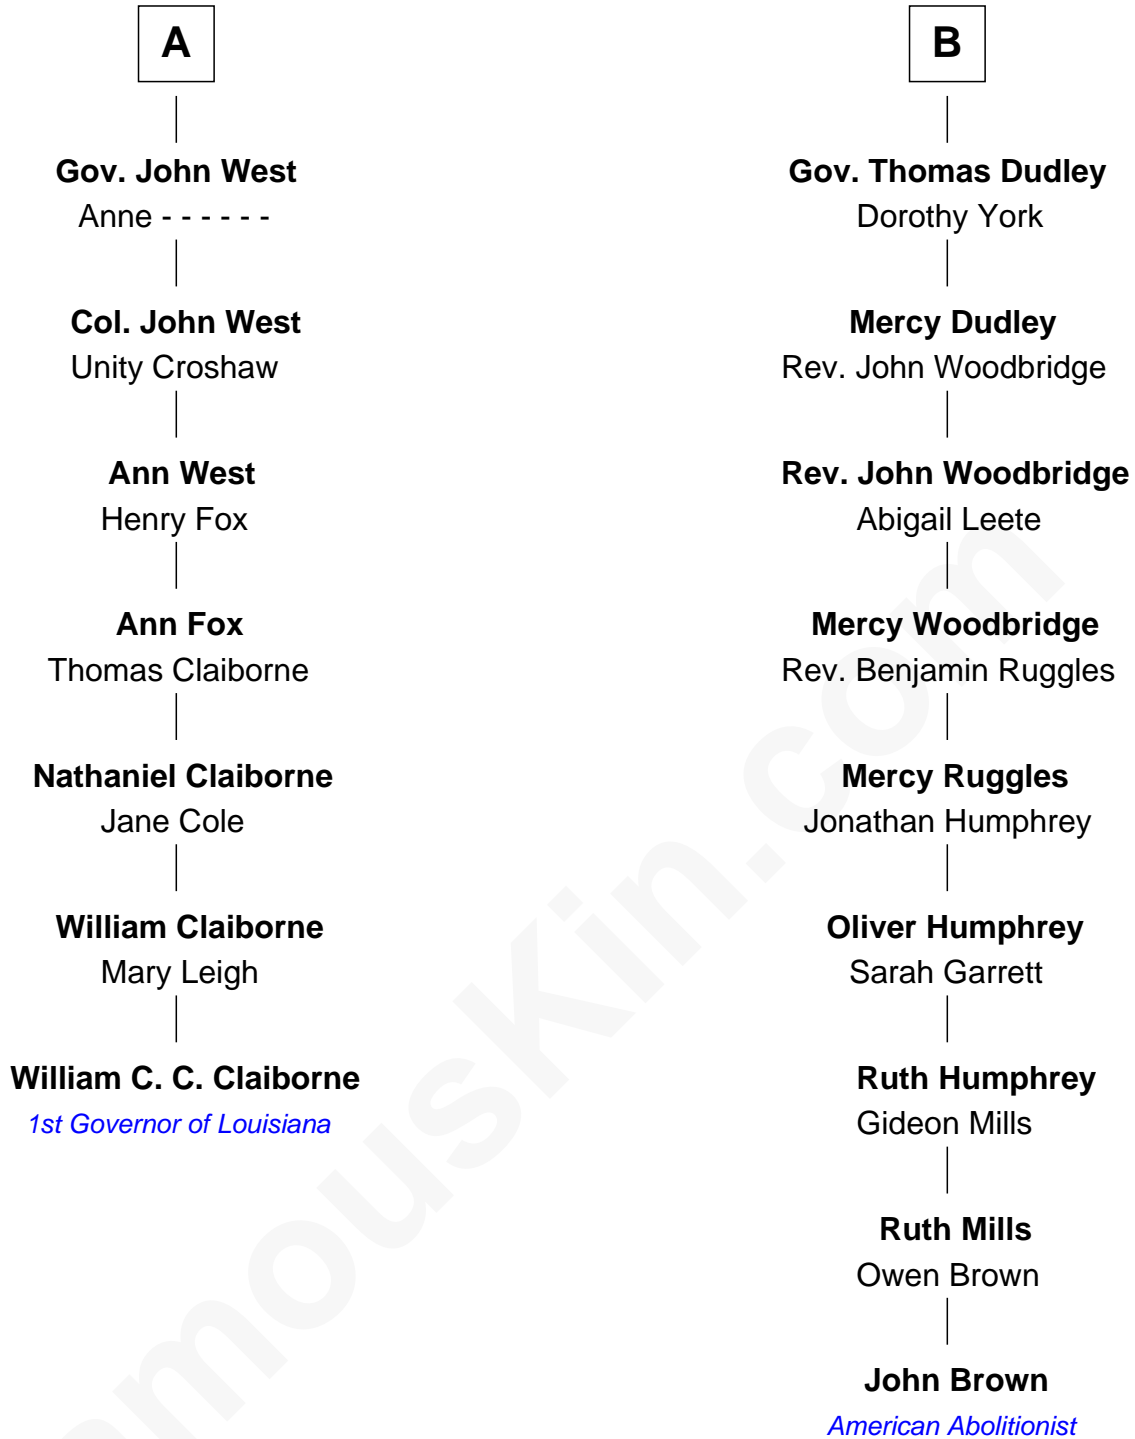 A
Gov. John West
Anne - - - - - -
Col. John West
Unity Croshaw
Ann West
Henry Fox
Ann Fox
Thomas Claiborne
Nathaniel Claiborne
Jane Cole
William Claiborne
Mary Leigh
William C. C. Claiborne
1st Governor of Louisiana
B
Gov. Thomas Dudley
Dorothy York
Mercy Dudley
Rev. John Woodbridge
Rev. John Woodbridge
Abigail Leete
Mercy Woodbridge
Rev. Benjamin Ruggles
Mercy Ruggles
Jonathan Humphrey
Oliver Humphrey
Sarah Garrett
Ruth Humphrey
Gideon Mills
Ruth Mills
Owen Brown
John Brown
American Abolitionist
amousKin.com